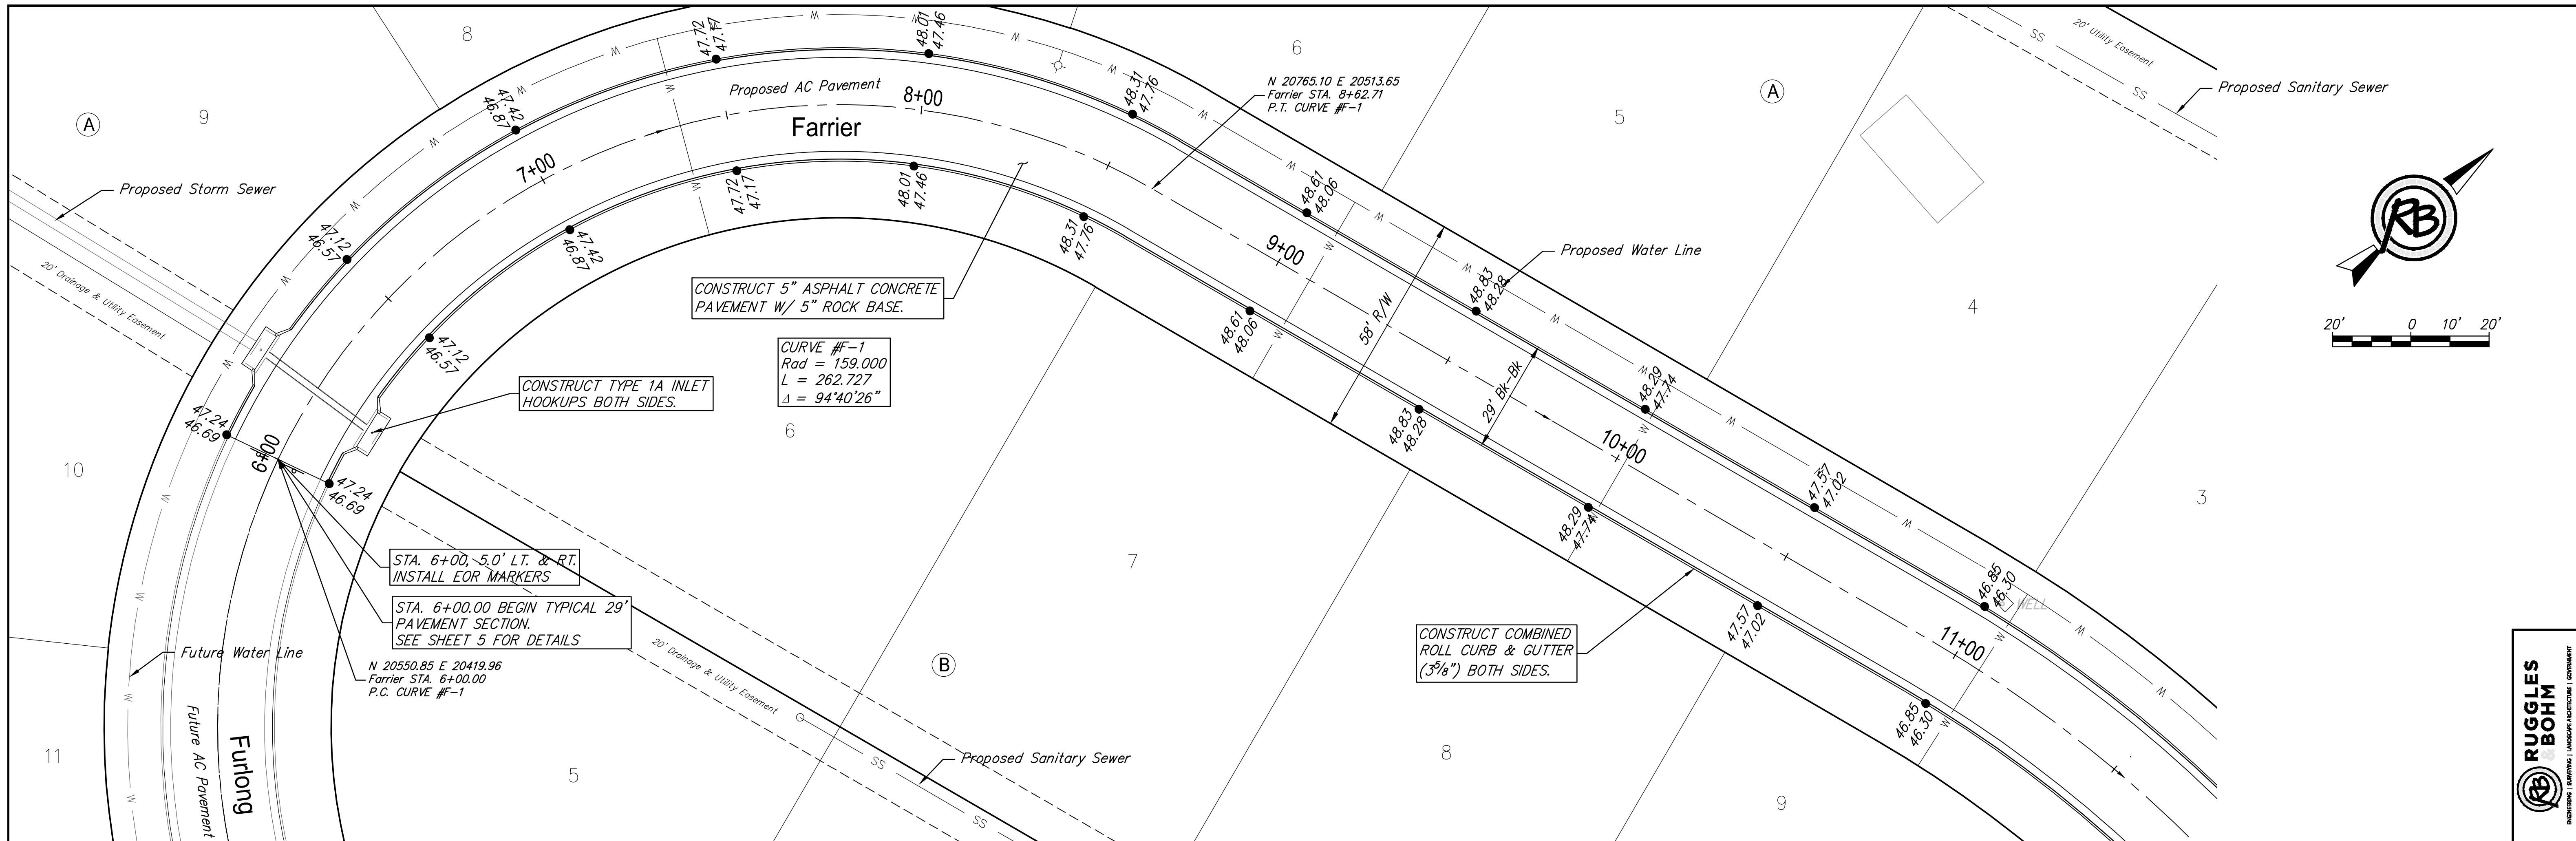 8
A
9
Proposed Storm Sewer
20' Drainage & Utility Easement
10
11
47.24
46.69
47.12
46.57
47.42
46.87
47.72
47.17
48.01
47.46
48.31
47.76
48.61
48.06
48.83
48.28
48.29
47.74
47.57
47.02
46.85
46.30
WELL
Proposed AC Pavement
Farrier
6+00
7+00
8+00
9+00
10+00
11+00
47.24
46.69
47.12
46.57
47.42
46.87
47.72
47.17
48.01
47.46
48.31
47.76
48.61
48.06
48.83
48.28
48.29
47.74
47.57
47.02
46.85
46.30
6
N 20765.10 E 20513.65
Farrier STA. 8+62.71
P.T. CURVE #F-1
5
A
4
3
Proposed Water Line
58' R/W
29' Bk-Bk
20' Utility Easement
SS
SS
Proposed Sanitary Sewer
CONSTRUCT 5" ASPHALT CONCRETE
PAVEMENT W/ 5" ROCK BASE.
CURVE #F-1
Rad = 159.000
L = 262.727
Δ = 94°40'26"
CONSTRUCT TYPE 1A INLET
HOOKUPS BOTH SIDES.
6
STA. 6+00, 5.0' LT. & RT.
INSTALL EOR MARKERS
STA. 6+00.00 BEGIN TYPICAL 29'
PAVEMENT SECTION.
SEE SHEET 5 FOR DETAILS
N 20550.85 E 20419.96
Farrier STA. 6+00.00
P.C. CURVE #F-1
Future Water Line
Future AC Pavement
Furlong
5
20' Drainage & Utility Easement
SS
SS
Proposed Sanitary Sewer
B
7
8
9
CONSTRUCT COMBINED
ROLL CURB & GUTTER
(3⅝") BOTH SIDES.
RB
20' 0 10' 20'
RB
RUGGLES
& BOHM
ENGINEERING | SURVEYING | LANDSCAPE ARCHITECTURE | GOVERNMENT